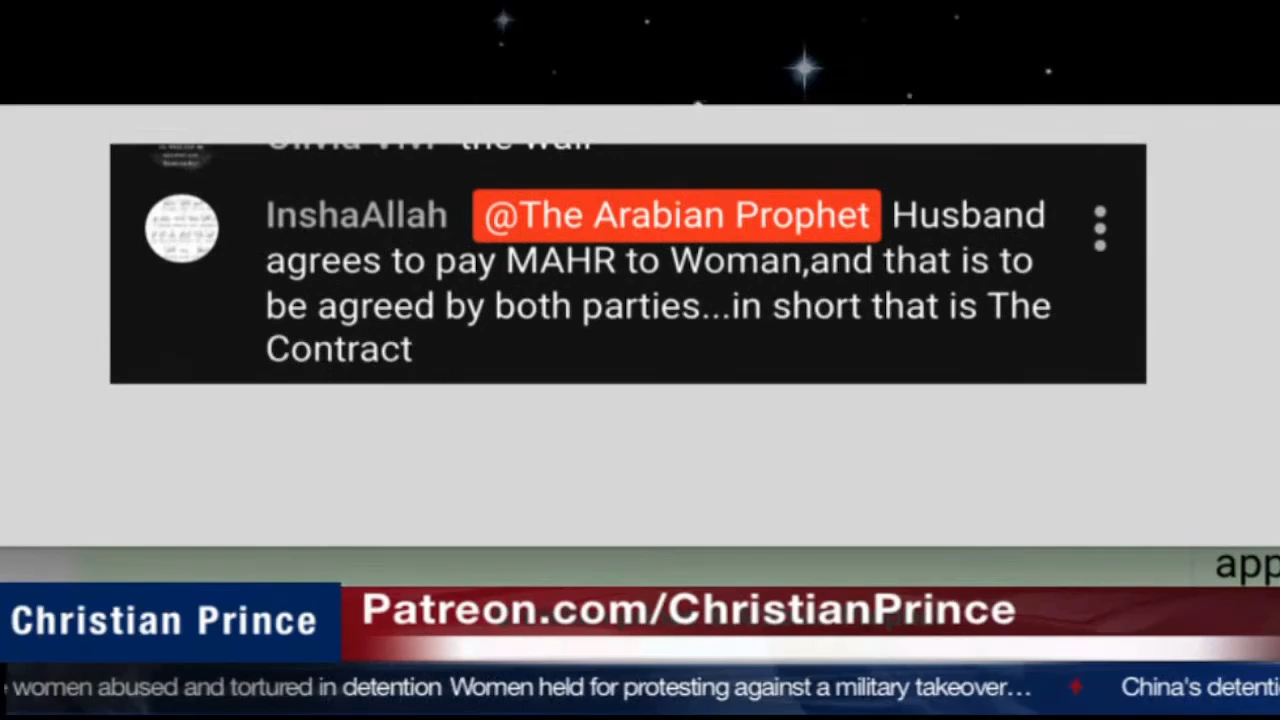 InshaAllah @The Arabian Prophet Husband
agrees to pay MAHR to Woman,and that is to
be agreed by both parties...in short that is The
Contract
app
Christian Prince
Patreon.com/ChristianPrince
women abused and tortured in detention Women held for protesting against a military takeover... China's detenti